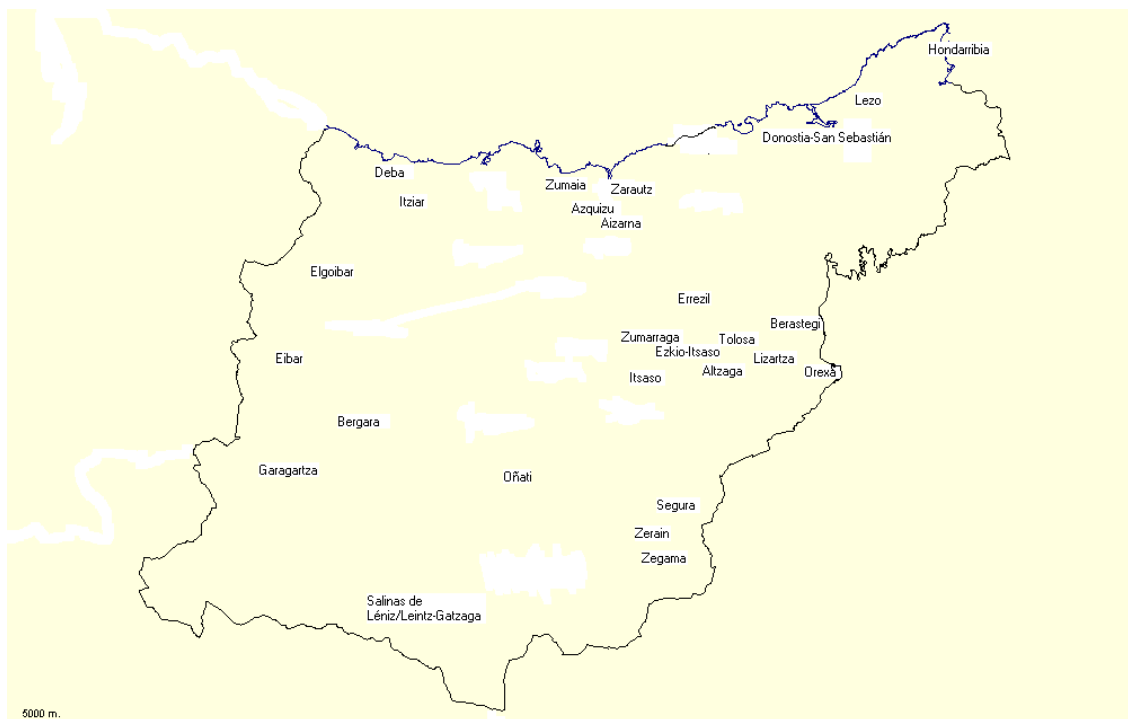 Hondarribia
Lezo
Donostia-San Sebastián
Deba
Zumaia
Zarautz
Itziar
Azquizu
Aizarna
Elgoibar
Errezil
Berastegi
Zumarraga
Tolosa
Ezkio-Itsaso
Eibar
Lizartza
Altzaga
Orexa
Itsaso
Bergara
Garagartza
Oñati
Segura
Zerain
Zegama
Salinas de
Léniz/Leintz-Gatzaga
5000 m.